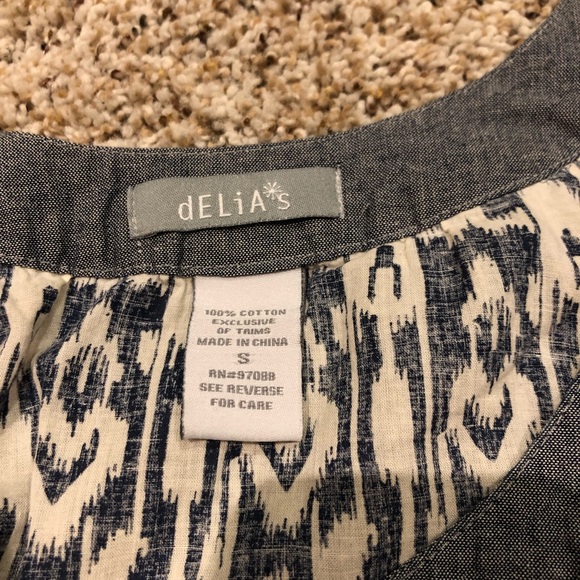 dELiA*s
100% COTTON
EXCLUSIVE
OF TRIMS
MADE IN CHINA
S
RN#97088
SEE REVERSE
FOR CARE